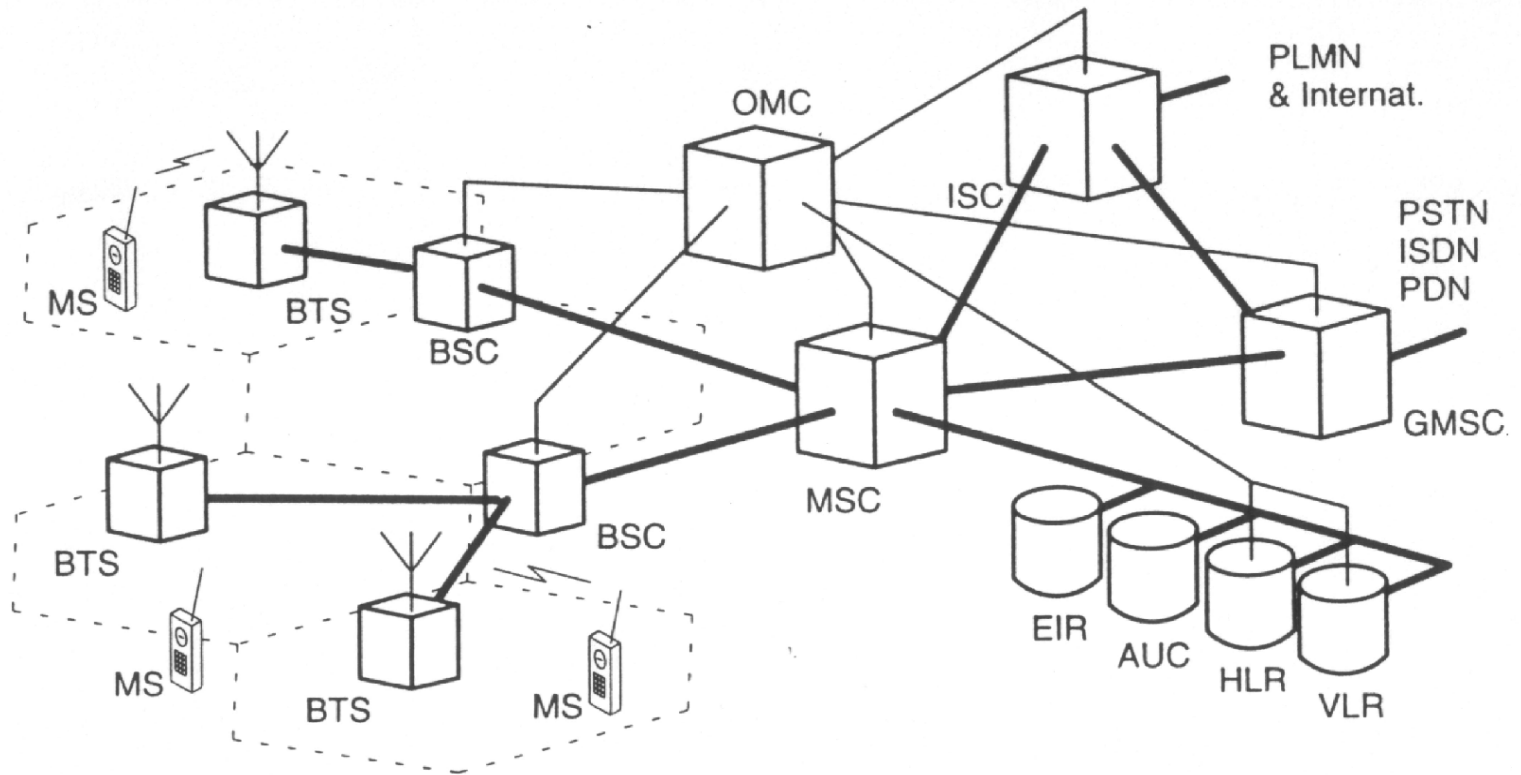 PLMN
& Internat.
OMC
ISC
PSTN
ISDN
PDN
MS
BTS
BSC
GMSC
MSC
BTS
BSC
EIR
AUC
HLR
VLR
MS
BTS
MS